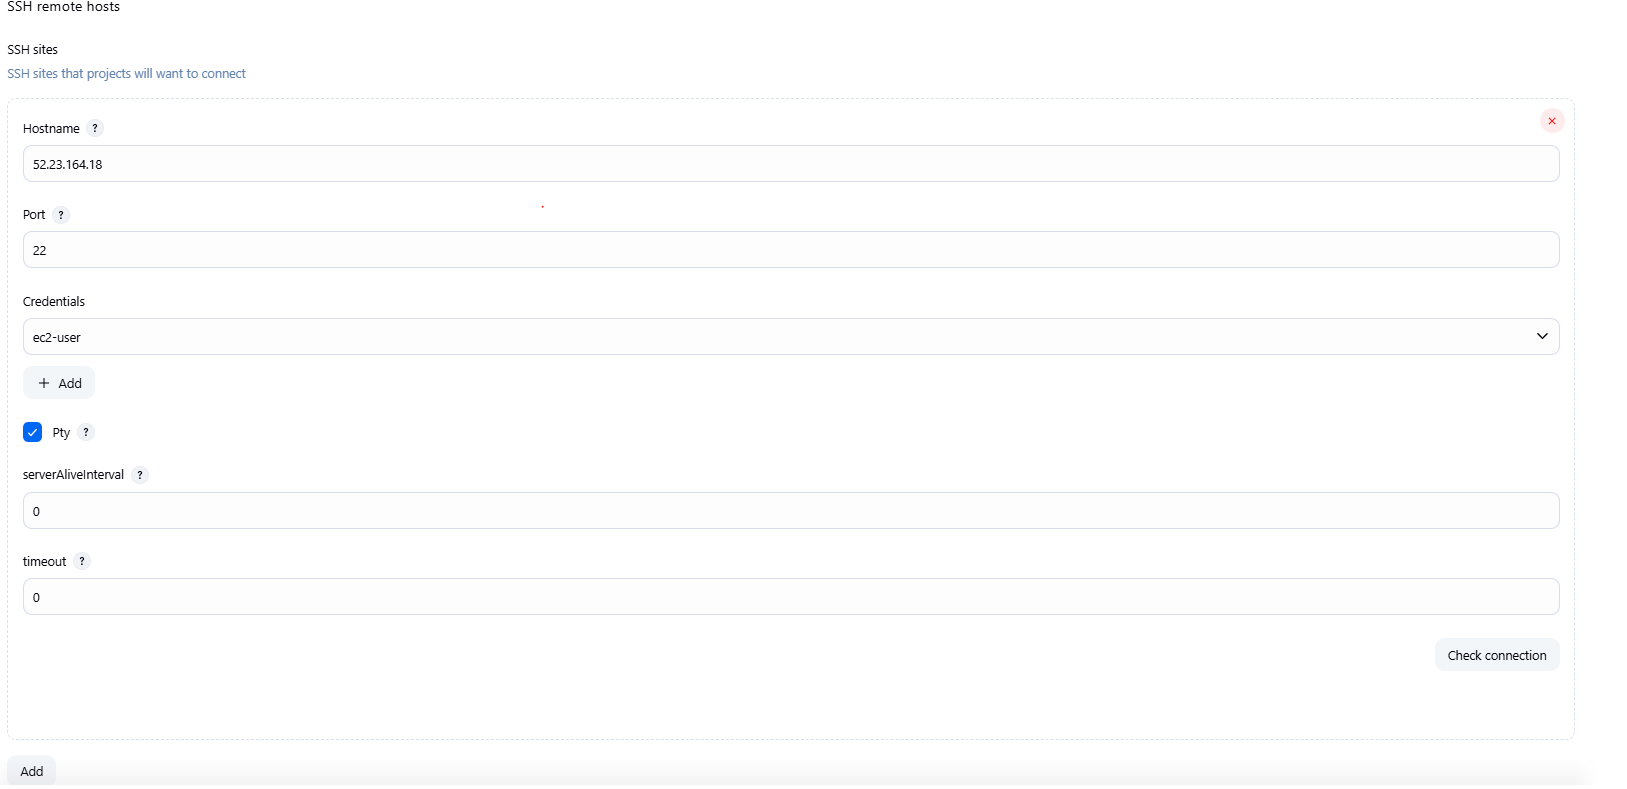 SSH remote hosts
SSH sites
SSH sites that projects will want to connect
Hostname ?
52.23.164.18
Port ?
22
Credentials
ec2-user
+ Add
Pty ?
serverAliveInterval ?
0
timeout ?
0
Check connection
Add